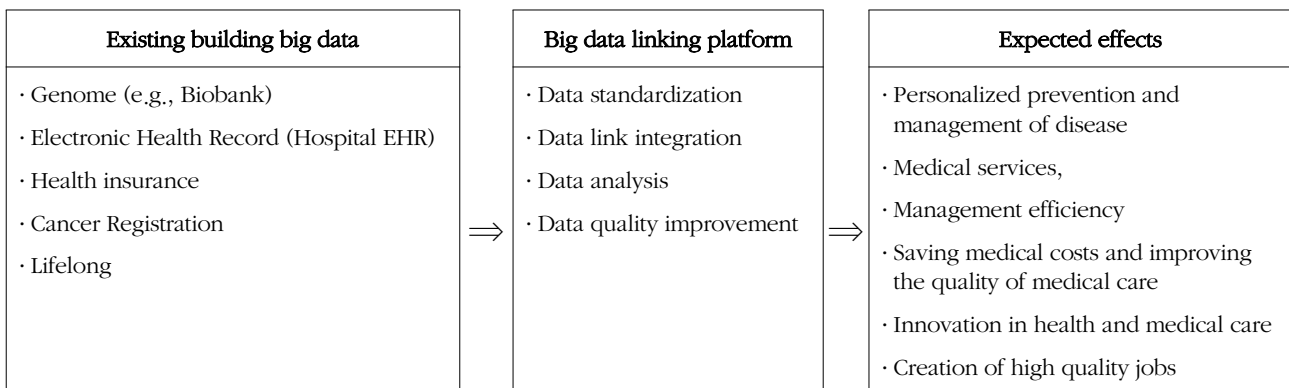 Existing building big data
· Genome (e.g., Biobank)
· Electronic Health Record (Hospital EHR)
· Health insurance
· Cancer Registration
· Lifelong
⇒
Big data linking platform
· Data standardization
· Data link integration
· Data analysis
· Data quality improvement
⇒
Expected effects
· Personalized prevention and
management of disease
· Medical services,
· Management efficiency
· Saving medical costs and improving
the quality of medical care
· Innovation in health and medical care
· Creation of high quality jobs